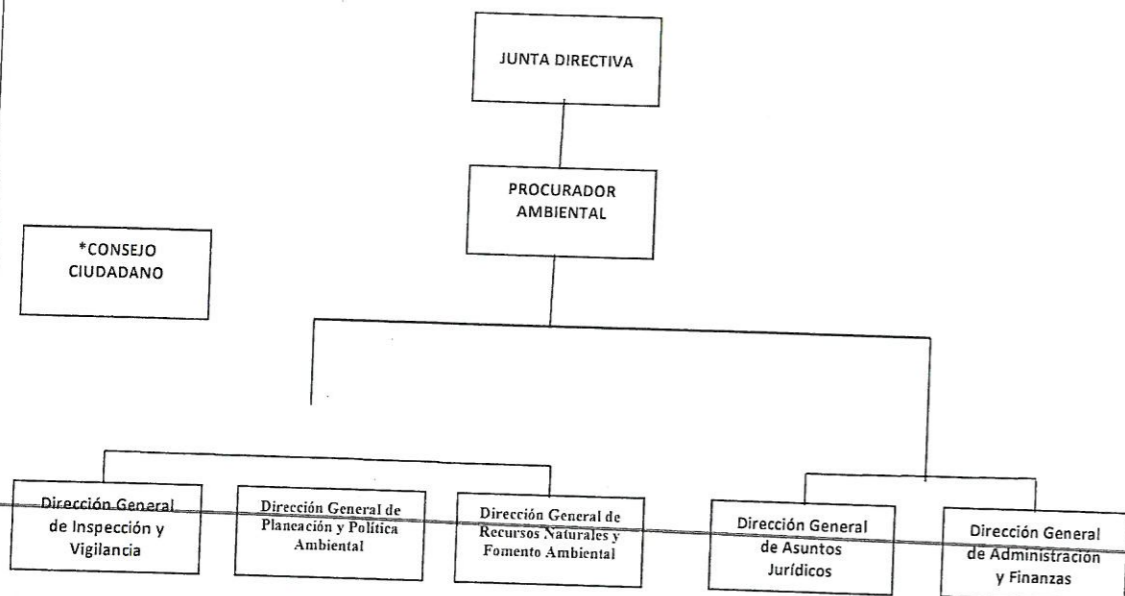 JUNTA DIRECTIVA
PROCURADOR
AMBIENTAL
*CONSEJO
CIUDADANO
Dirección General
de Inspección y
Vigilancia
Dirección General de
Planeación y Política
Ambiental
Dirección General de
Recursos Naturales y
Fomento Ambiental
Dirección General
de Asuntos
Jurídicos
Dirección General
de Administración
y Finanzas